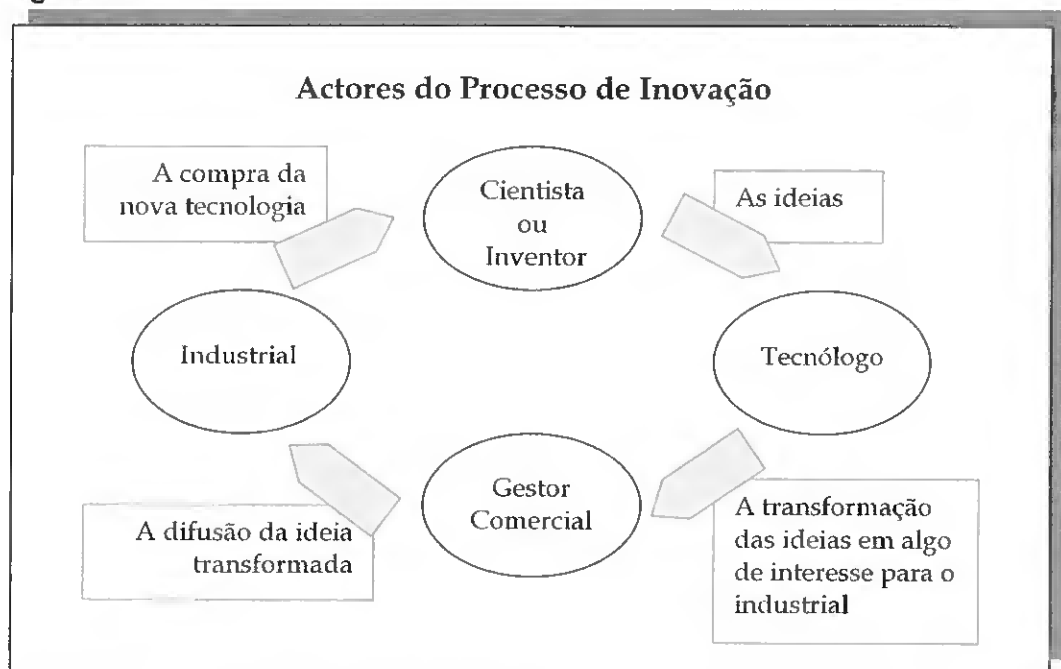 Actores do Processo de Inovação
A compra da
nova tecnologia
Cientista
ou
Inventor
As ideias
Industrial
Tecnólogo
Gestor
Comercial
A difusão da ideia
transformada
A transformação
das ideias em algo
de interesse para o
industrial